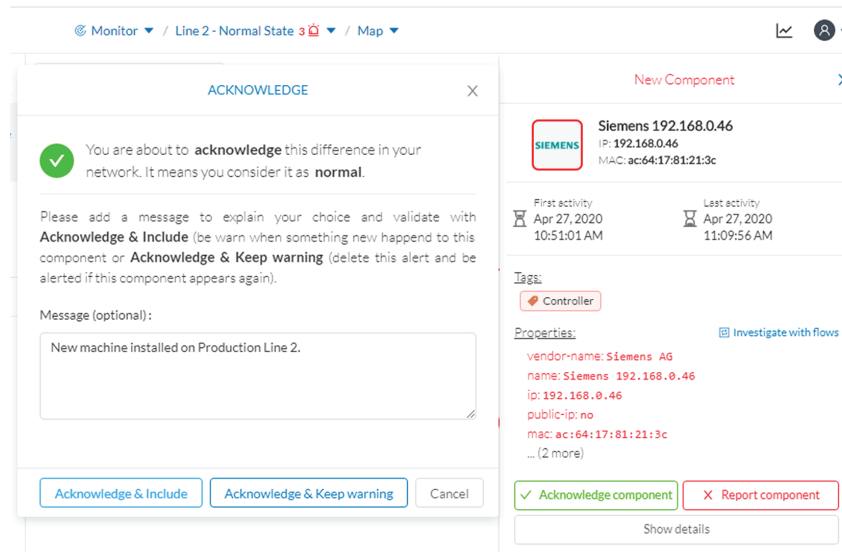 Monitor / Line 2 - Normal State 3 / Map
ACKNOWLEDGE
You are about to acknowledge this difference in your
network. It means you consider it as normal.
Please add a message to explain your choice and validate with
Acknowledge & Include (be warn when something new happend to this
component or Acknowledge & Keep warning (delete this alert and be
alerted if this component appears again).
Message (optional) :
New machine installed on Production Line 2.
Acknowledge & Include
Acknowledge & Keep warning
Cancel
New Component
SIEMENS
Siemens 192.168.0.46
IP: 192.168.0.46
MAC: ac:64:17:81:21:3c
First activity
Apr 27, 2020
10:51:01 AM
Last activity
Apr 27, 2020
11:09:56 AM
Tags:
Controller
Properties:
Investigate with flows
vendor-name: Siemens AG
name: Siemens 192.168.0.46
ip: 192.168.0.46
public-ip: no
mac: ac:64:17:81:21:3c
... (2 more)
Acknowledge component
Report component
Show details